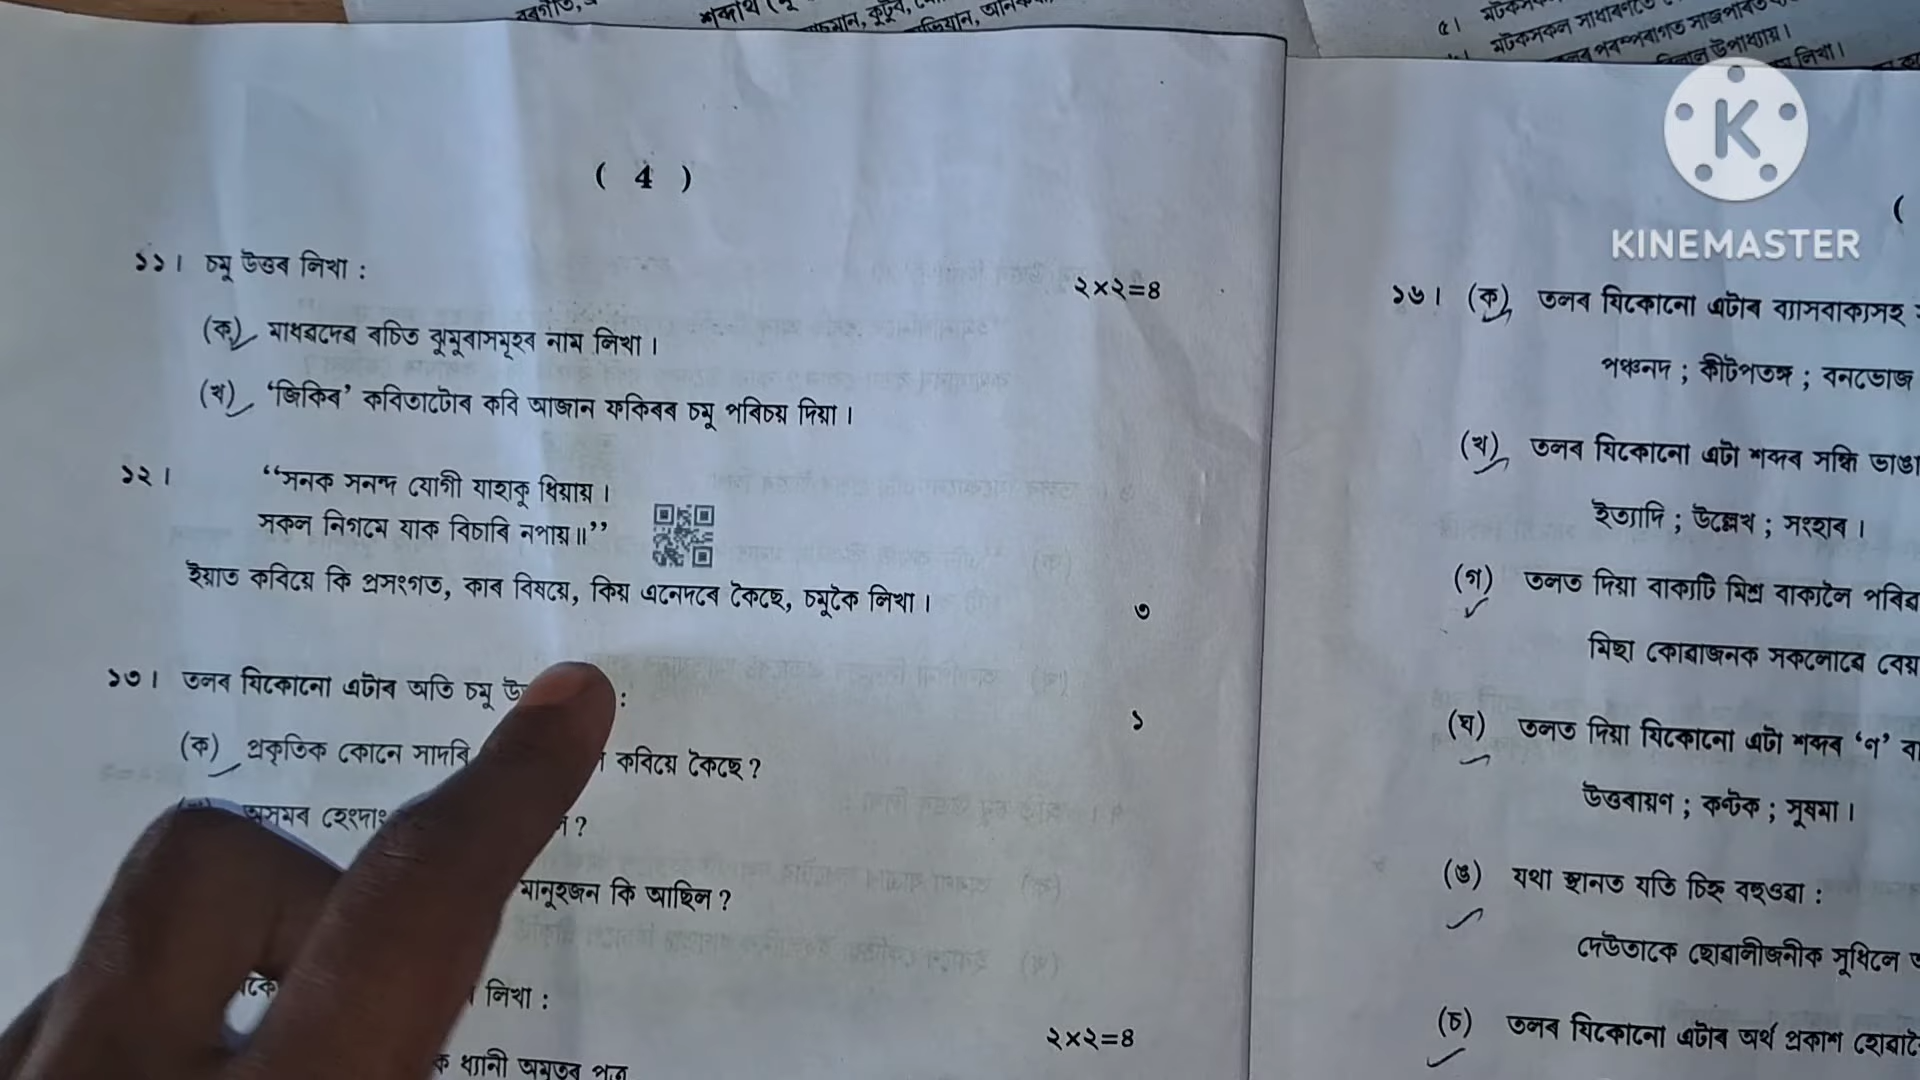 ( 4 )
১১। চমু উত্তৰ লিখা :
২×২=৪
(ক) মাধৱদেৱ ৰচিত ঝুমুৰাসমূহৰ নাম লিখা।
(খ) ‘জিকিৰ’ কবিতাটোৰ কবি আজান ফকিৰৰ চমু পৰিচয় দিয়া।
১২। “সনক সনন্দ যোগী যাহাকু ধিয়ায়।
সকল নিগমে যাক বিচাৰি নপায়॥”
ইয়াত কবিয়ে কি প্ৰসংগত, কাৰ বিষয়ে, কিয় এনেদৰে কৈছে, চমুকৈ লিখা।
৩
১৩। তলৰ যিকোনো এটাৰ অতি চমু :
১
(ক) প্ৰকৃতিক কোনে সাদৰি কবিয়ে কৈছে ?
অসমৰ
মানুহজন কি আছিল ?
লিখা :
২×২=৪
ধ্যানী অমৃতৰ
KINEMASTER
(
১৬। (ক) তলৰ যিকোনো এটাৰ ব্যাসবাক্যসহ
পঞ্চনদ ; কীটপতঙ্গ ; বনভোজ
(খ) তলৰ যিকোনো এটা শব্দৰ সন্ধি ভাঙা
ইত্যাদি ; উল্লেখ ; সংহাৰ।
(গ) তলত দিয়া বাক্যটি মিশ্ৰ বাক্যলৈ
মিছা কোৱাজনক সকলোৱে বেয়
(ঘ) তলত দিয়া যিকোনো এটা শব্দৰ ‘ণ’ বা
উত্তৰায়ণ ; কণ্টক ; সুষমা।
(ঙ) যথা স্থানত যতি চিহ্ন বহুওৱা :
দেউতাকে ছোৱালীজনীক সুধিলে
(চ) তলৰ যিকোনো এটাৰ অৰ্থ প্ৰকাশ হোৱাকৈ